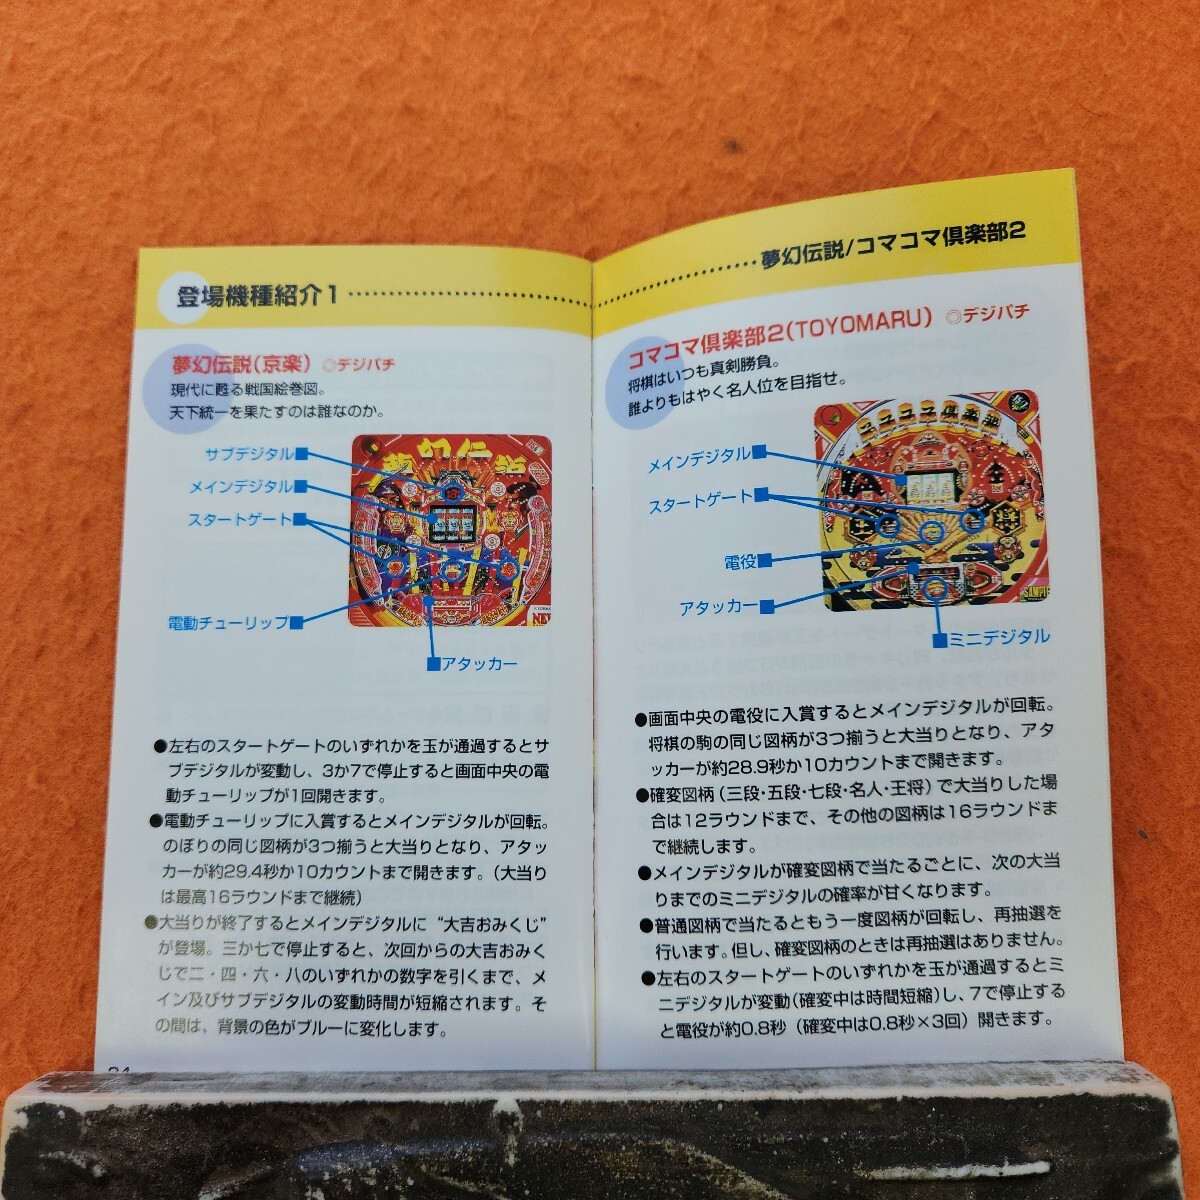 登場機種紹介1
夢幻伝説(京楽) ◎デジパチ
現代に甦る戦国絵巻図。
天下統一を果たすのは誰なのか。
サブデジタル■
メインデジタル■
スタートゲート■
電動チューリップ■
■アタッカー
夢幻伝説
NEW
●左右のスタートゲートのいずれかを玉が通過するとサ
ブデジタルが変動し、3か7で停止すると画面中央の電
動チューリップが1回開きます。
●電動チューリップに入賞するとメインデジタルが回転。
のぼりの同じ図柄が3つ揃うと大当りとなり、アタッ
カーが約29.4秒か10カウントまで開きます。(大当り
は最高16ラウンドまで継続)
●大当りが終了するとメインデジタルに“大吉おみくじ”
が登場。三か七で停止すると、次回からの大吉おみく
じで二・四・六・八のいずれかの数字を引くまで、メ
イン及びサブデジタルの変動時間が短縮されます。そ
の間は、背景の色がブルーに変化します。
夢幻伝説/コマコマ倶楽部2
コマコマ倶楽部2(TOYOMARU) ◎デジパチ
将棋はいつも真剣勝負。
誰よりもはやく名人位を目指せ。
メインデジタル■
スタートゲート■
電役■
アタッカー■
■ミニデジタル
コマコマ倶楽部
SAMPLE
●画面中央の電役に入賞するとメインデジタルが回転。
将棋の駒の同じ図柄が3つ揃うと大当りとなり、アタ
ッカーが約28.9秒か10カウントまで開きます。
●確変図柄(三段・五段・七段・名人・王将)で大当りした場
合は12ラウンドまで、その他の図柄は16ラウンドま
で継続します。
●メインデジタルが確変図柄で当たるごとに、次の大当
りまでのミニデジタルの確率が甘くなります。
●普通図柄で当たるともう一度図柄が回転し、再抽選を
行います。但し、確変図柄のときは再抽選はありません。
●左右のスタートゲートのいずれかを玉が通過するとミ
ニデジタルが変動(確変中は時間短縮)し、7で停止する
と電役が約0.8秒(確変中は0.8秒×3回)開きます。